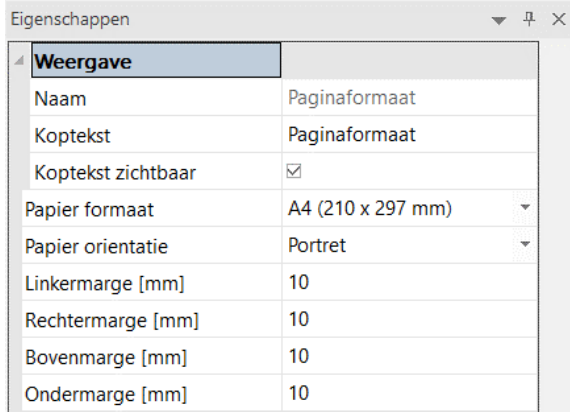 Eigenschappen
Weergave
Naam Paginaformaat
Koptekst Paginaformaat
Koptekst zichtbaar
Papier formaat A4 (210 x 297 mm)
Papier orientatie Portret
Linkermarge [mm] 10
Rechtermarge [mm] 10
Bovenmarge [mm] 10
Ondermarge [mm] 10